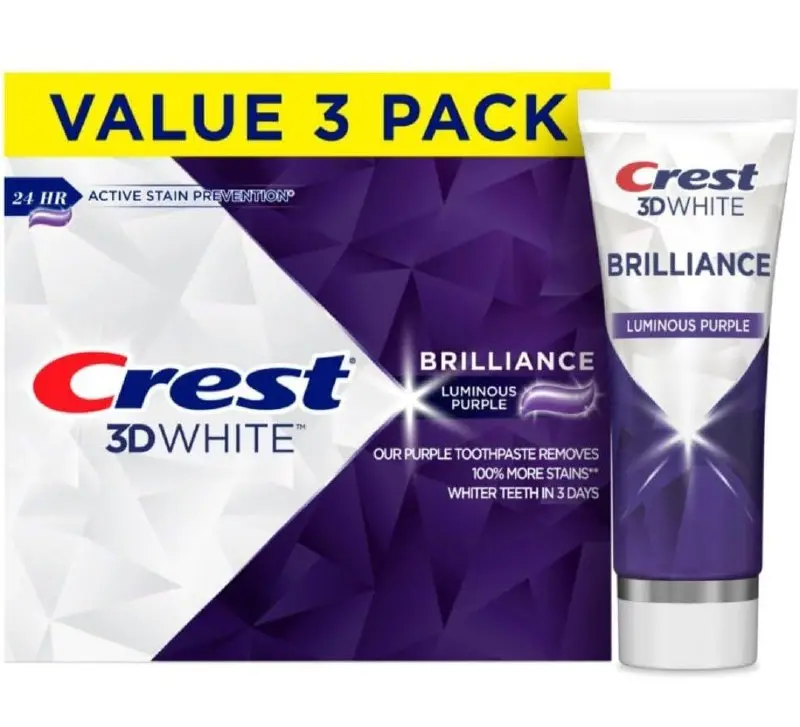 VALUE 3 PACK
24 HR ACTIVE STAIN PREVENTION°
Crest®
3DWHITE™
BRILLIANCE
LUMINOUS
PURPLE
OUR PURPLE TOOTHPASTE REMOVES
100% MORE STAINS**
WHITER TEETH IN 3 DAYS
Crest
3DWHITE
BRILLIANCE
LUMINOUS PURPLE